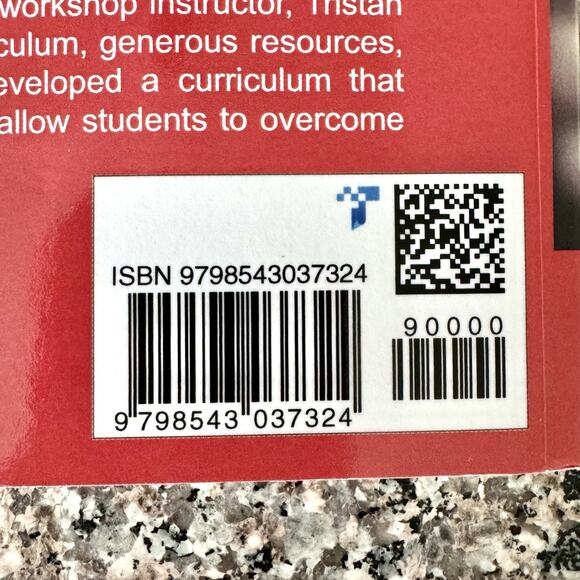 workshop instructor, Tristan
culum, generous resources,
eveloped a curriculum that
allow students to overcome
ISBN 9798543037324
90000
9 798543 037324